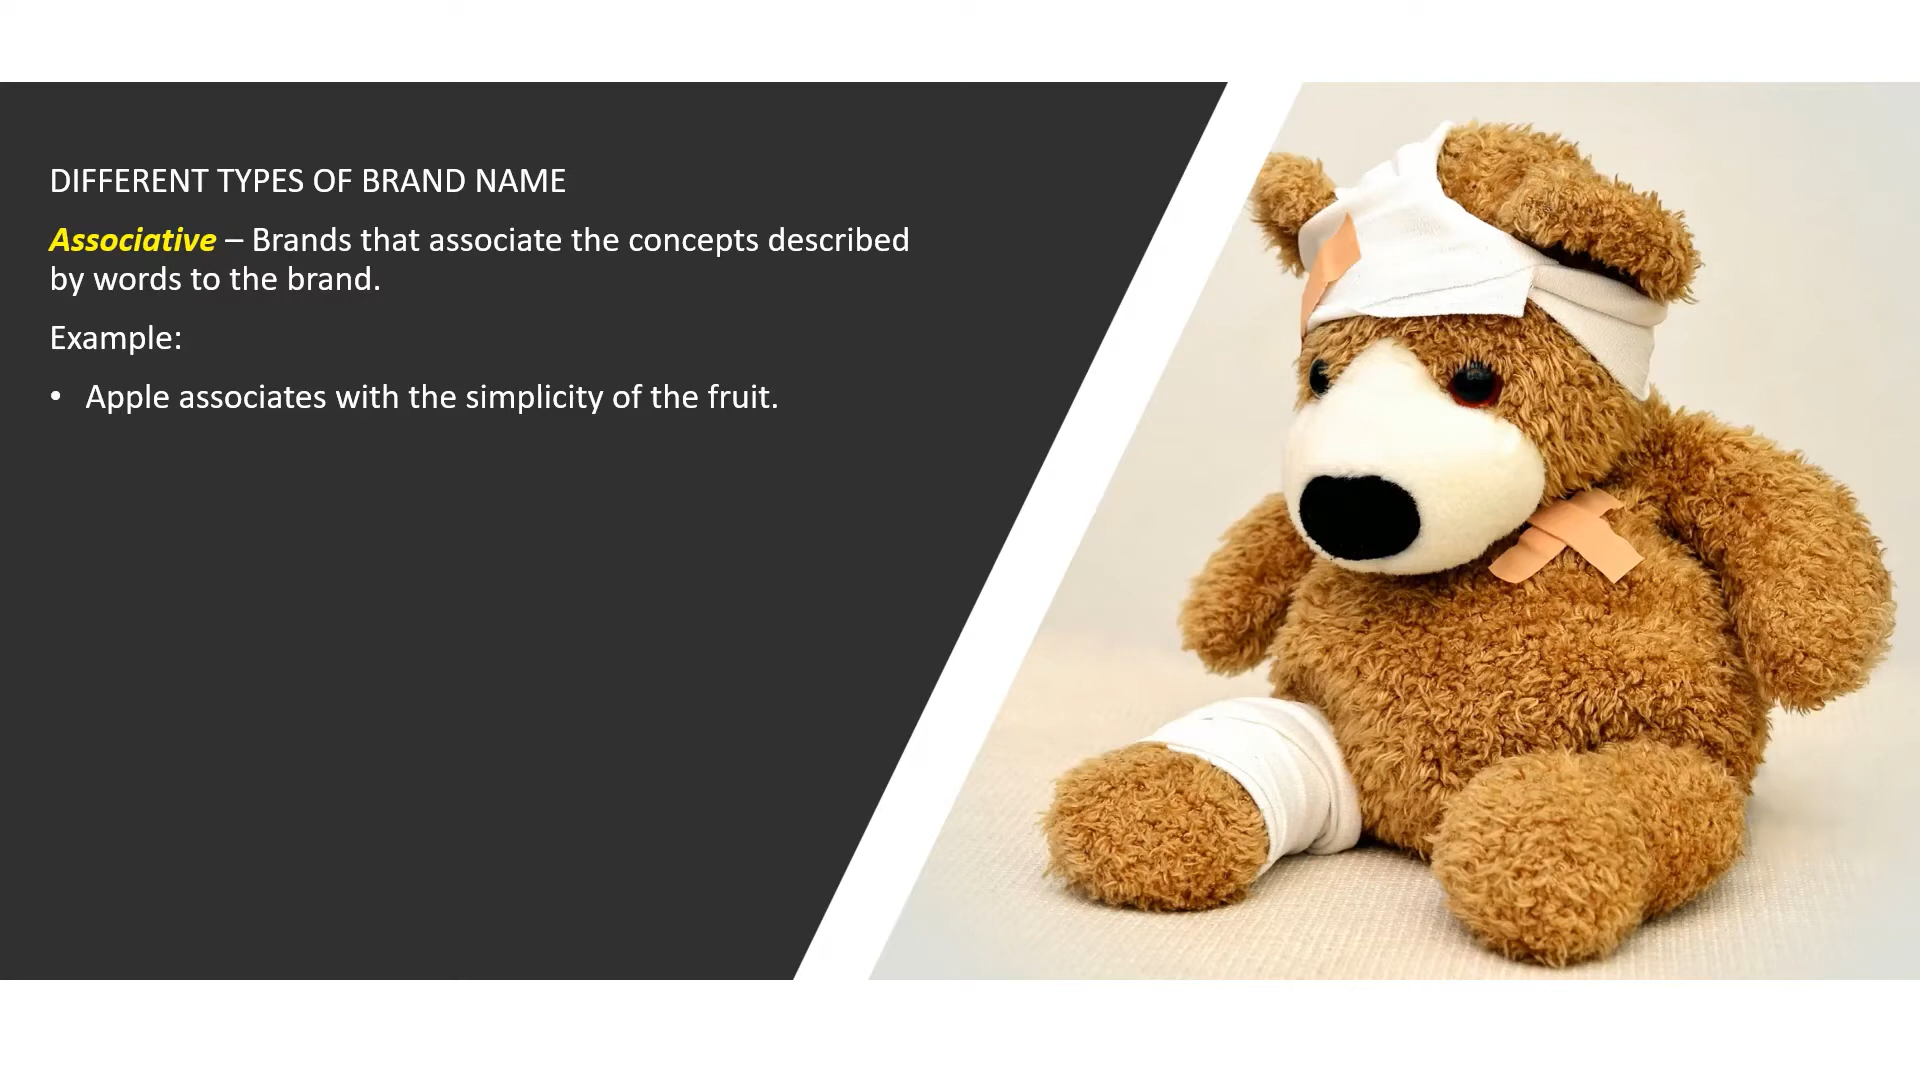 DIFFERENT TYPES OF BRAND NAME
Associative – Brands that associate the concepts described
by words to the brand.
Example:
• Apple associates with the simplicity of the fruit.